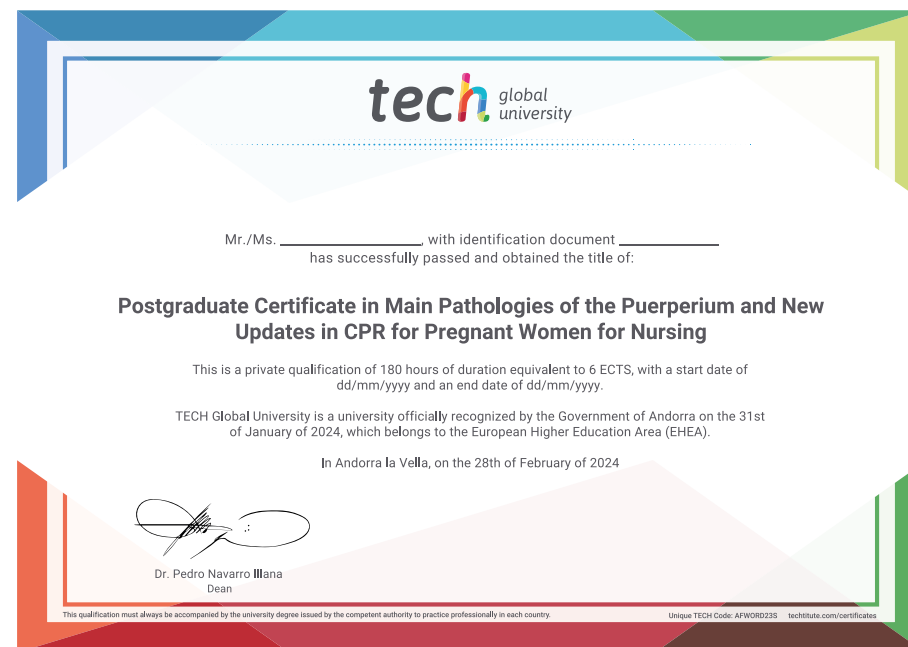 tech global
university
Mr./Ms. ____________, with identification document ____________
has successfully passed and obtained the title of:
Postgraduate Certificate in Main Pathologies of the Puerperium and New
Updates in CPR for Pregnant Women for Nursing
This is a private qualification of 180 hours of duration equivalent to 6 ECTS, with a start date of
dd/mm/yyyy and an end date of dd/mm/yyyy.
TECH Global University is a university officially recognized by the Government of Andorra on the 31st
of January of 2024, which belongs to the European Higher Education Area (EHEA).
In Andorra la Vella, on the 28th of February of 2024
Dr. Pedro Navarro Illana
Dean
This qualification must always be accompanied by the university degree issued by the competent authority to practice professionally in each country.
Unique TECH Code: AFWORD23S techtitute.com/certificates